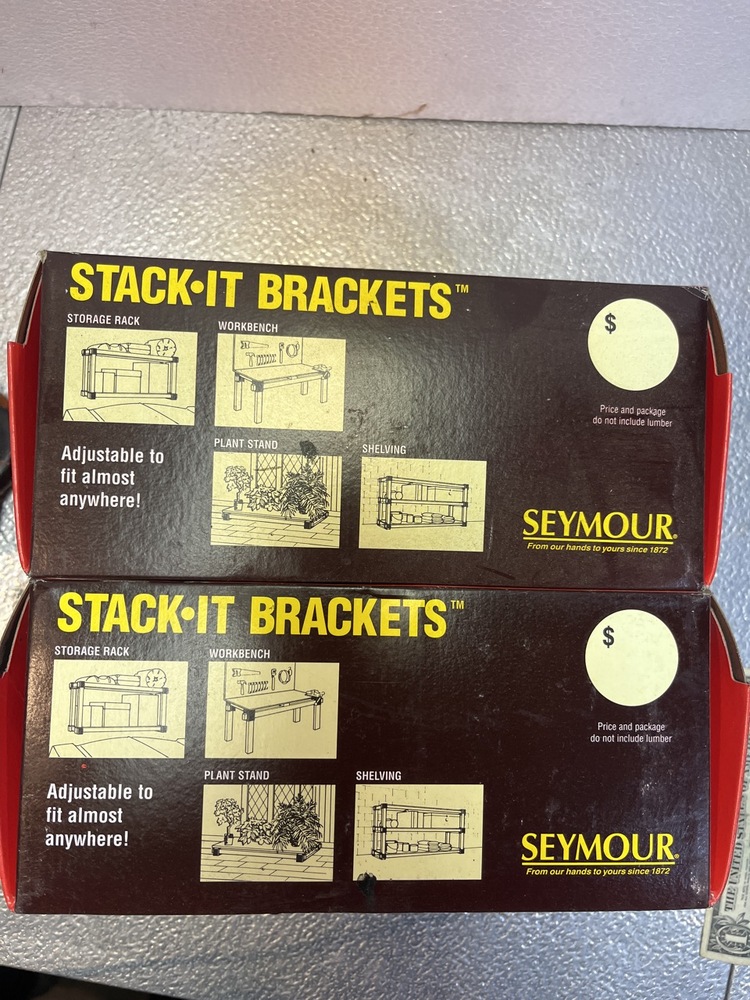 STACK•IT BRACKETS™
STORAGE RACK
WORKBENCH
$
Price and package
do not include lumber
Adjustable to
fit almost
anywhere!
PLANT STAND
SHELVING
SEYMOUR®
From our hands to yours since 1872
STACK•IT BRACKETS™
STORAGE RACK
WORKBENCH
$
Price and package
do not include lumber
Adjustable to
fit almost
anywhere!
PLANT STAND
SHELVING
SEYMOUR®
From our hands to yours since 1872
THE UNITED S